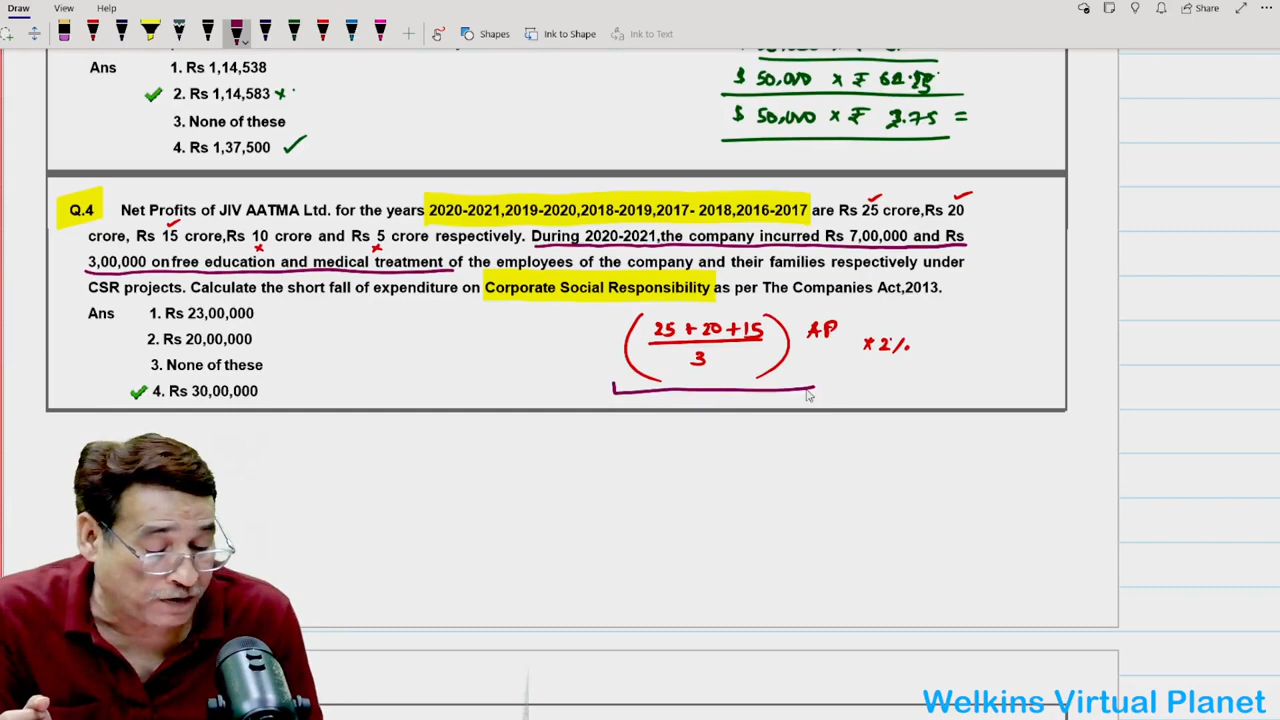 Draw View Help Share
Shapes Ink to Shape Ink to Text
Ans 1. Rs 1,14,538
2. Rs 1,14,583
3. None of these
4. Rs 1,37,500
$ 50,000 x ₹
$ 50,000 x ₹ 3.75 =
Q.4 Net Profits of JIV AATMA Ltd. for the years 2020-2021,2019-2020,2018-2019,2017- 2018,2016-2017 are Rs 25 crore,Rs 20
crore, Rs 15 crore,Rs 10 crore and Rs 5 crore respectively. During 2020-2021,the company incurred Rs 7,00,000 and Rs
3,00,000 onfree education and medical treatment of the employees of the company and their families respectively under
CSR projects. Calculate the short fall of expenditure on Corporate Social Responsibility as per The Companies Act,2013.
Ans 1. Rs 23,00,000
2. Rs 20,00,000
3. None of these
4. Rs 30,00,000
(25 + 20 + 15) AP x 2%
3
Welkins Virtual Planet